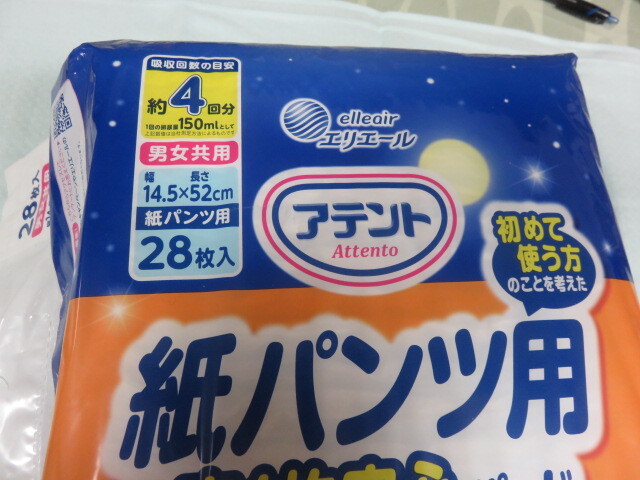 吸収回数の目安
約4回分
1回の排尿量150mlとして
男女共用
幅 長さ
14.5×52cm
紙パンツ用
28枚入
elleair
エリエール
アテント
Attento
初めて
使う方
のことを考えた
紙パンツ用
28枚入